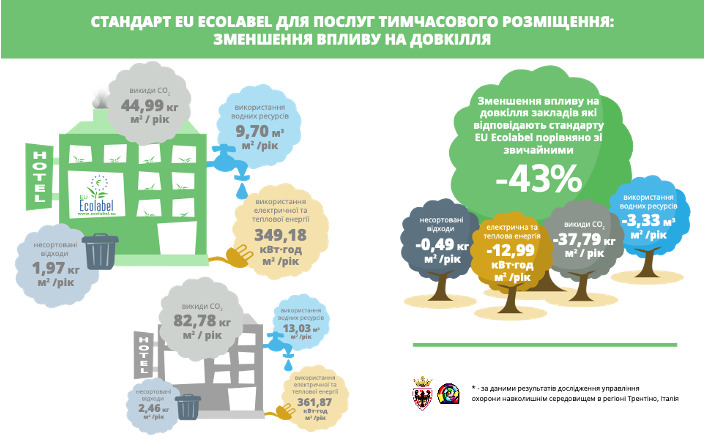 СТАНДАРТ EU ECOLABEL ДЛЯ ПОСЛУГ ТИМЧАСОВОГО РОЗМІЩЕННЯ:
ЗМЕНШЕННЯ ВПЛИВУ НА ДОВКІЛЛЯ
викиди CO2
44,99 кг
м² / рік
використання
водних ресурсів
9,70 м³
м² /рік
HOTEL
EU
Ecolabel
www.ecolabel.eu
використання
електричної та
теплової енергії
349,18
кВт·год
м² /рік
несортовані
відходи
1,97 кг
м² /рік
викиди CO2
82,78 кг
м² / рік
використання
водних ресурсів
13,03 м³
м² /рік
HOTEL
несортовані
відходи
2,46 кг
м² /рік
використання
електричної та
теплової енергії
361,87
кВт·год
м² /рік
Зменшення впливу на
довкілля закладів які
відповідають стандарту
EU Ecolabel порівняно зі
звичайними
-43%
несортовані
відходи
-0,49 кг
м² /рік
електрична та
теплова енергія
-12,99
кВт·год
м² /рік
викиди CO2
-37,79 кг
м² / рік
використання
водних ресурсів
-3,33 м³
м² /рік
* - за даними результатів дослідження управління
охорони навколишнім середовищем в регіоні Трентіно, Італія